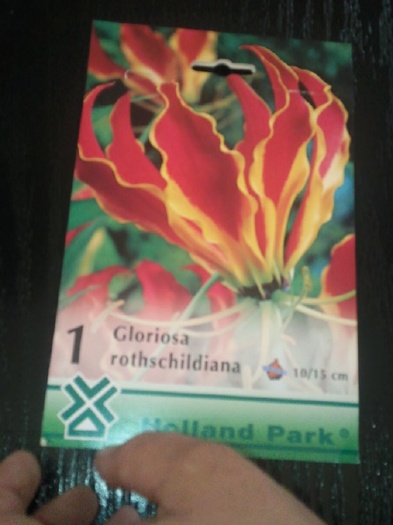 1
Gloriosa
rothschildiana
10/15 cm
Holland Park®